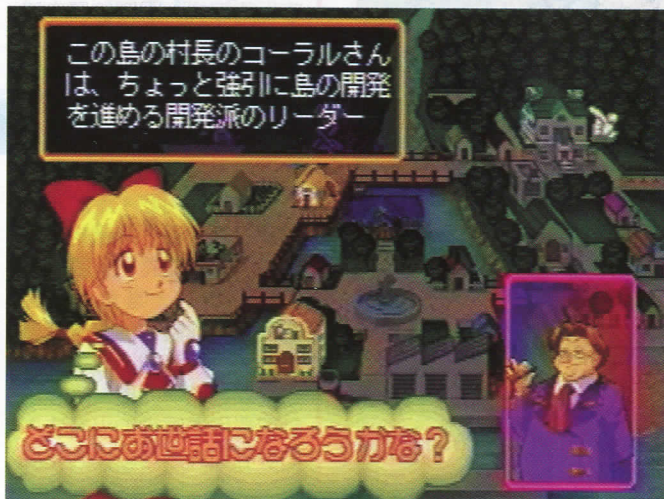 この島の村長のコーラルさん
は、ちょっと強引に島の開発
を進める開発派のリーダー
どこにお世話になろうかな？